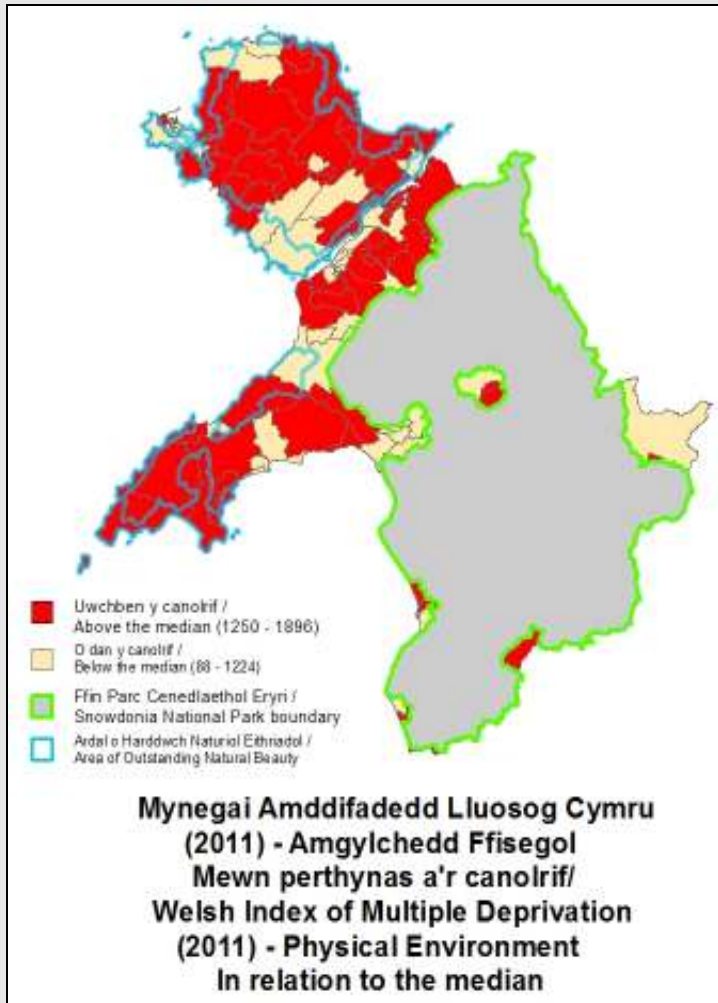 Uwchben y canolrif /
Above the median (1250 - 1896)
O dan y canolrif /
Below the median (88 - 1224)
Ffin Parc Cenedlaethol Eryri /
Snowdonia National Park boundary
Ardal o Harddwch Naturiol Eithriadol /
Area of Outstanding Natural Beauty
Mynegai Amddifadedd Lluosog Cymru
(2011) - Amgylchedd Ffisegol
Mewn perthynas a'r canolrif/
Welsh Index of Multiple Deprivation
(2011) - Physical Environment
In relation to the median